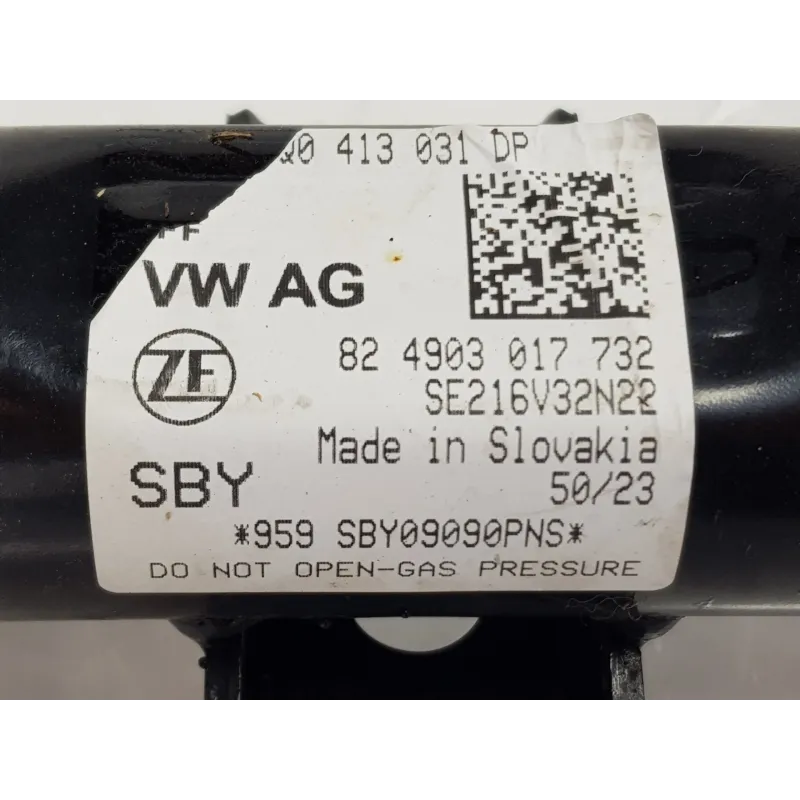 Q0 413 031 DP
PF
VW AG
ZF
82 4903 017 732
SE216V32N22
Made in Slovakia
SBY
50/23
*959 SBY09090PNS*
DO NOT OPEN-GAS PRESSURE